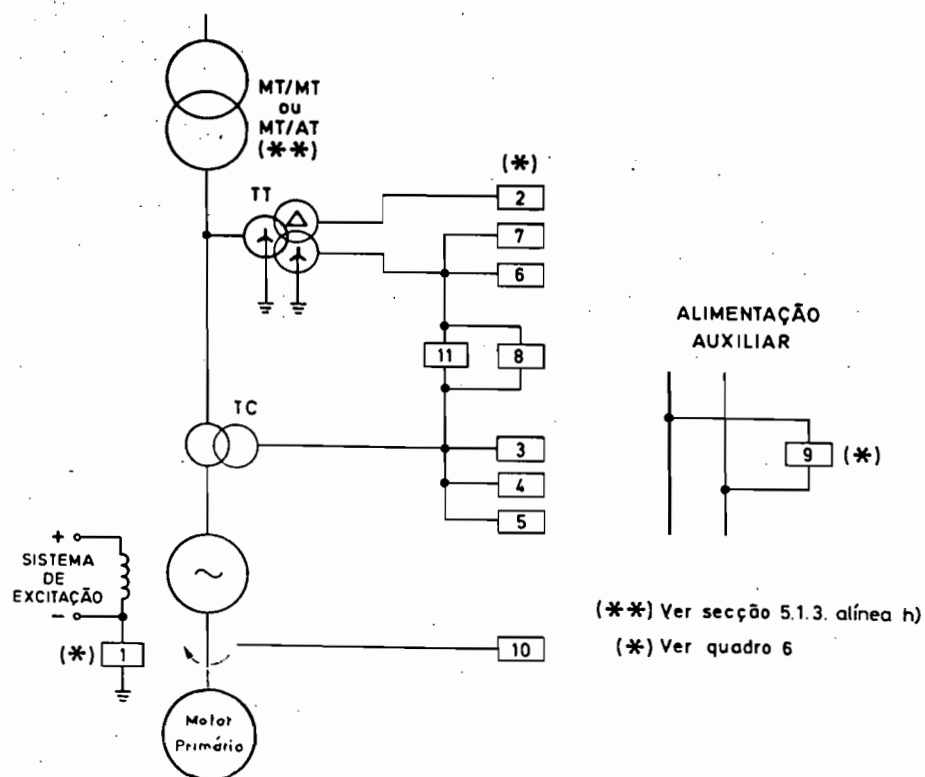 MT/MT
ou
MT/AT
(**)
TT
(*)
2
7
6
11
8
TC
3
4
5
ALIMENTAÇÃO
AUXILIAR
9 (*)
+
SISTEMA
DE
EXCITAÇÃO
−
(*) 1
~
10
Motor
Primário
(**) Ver secção 5.1.3. alínea h)
(*) Ver quadro 6